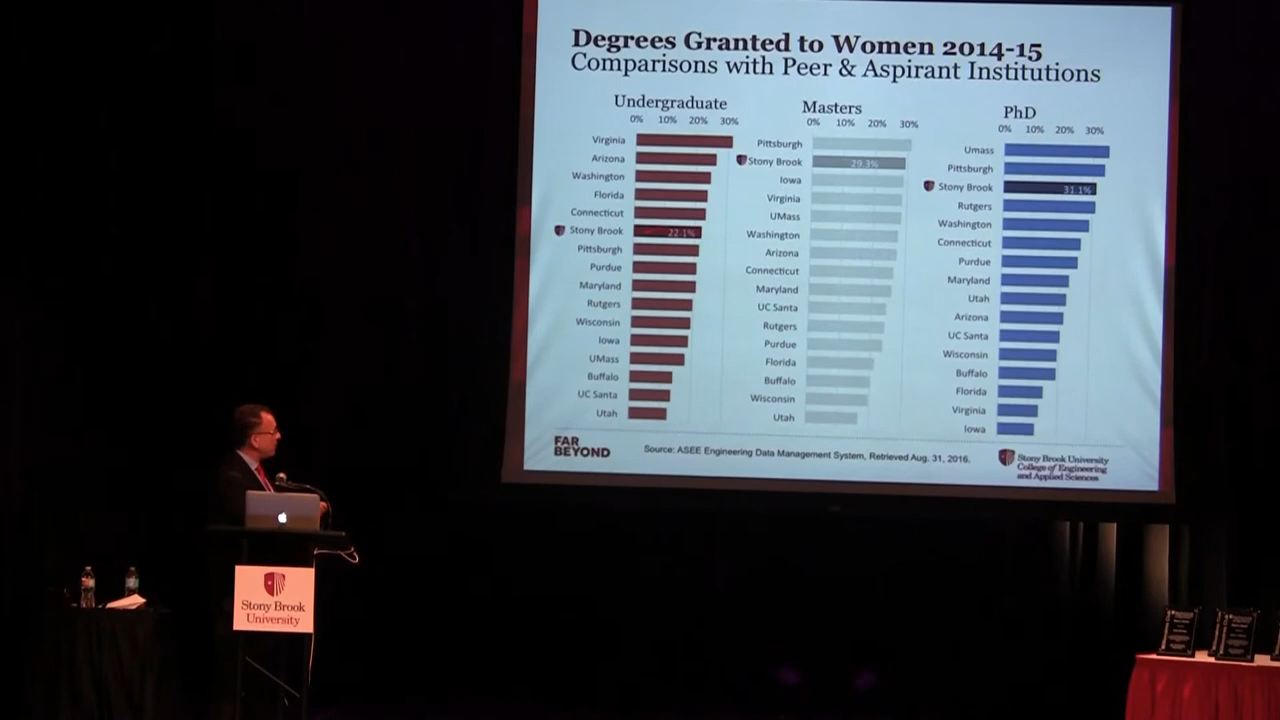 Degrees Granted to Women 2014-15
Comparisons with Peer & Aspirant Institutions
Undergraduate
0% 10% 20% 30%
Virginia
Arizona
Washington
Florida
Connecticut
Stony Brook 22.1%
Pittsburgh
Purdue
Maryland
Rutgers
Wisconsin
Iowa
UMass
Buffalo
UC Santa
Utah
Masters
0% 10% 20% 30%
Pittsburgh
Stony Brook 29.3%
Iowa
Virginia
UMass
Washington
Arizona
Connecticut
Maryland
UC Santa
Rutgers
Purdue
Florida
Buffalo
Wisconsin
Utah
PhD
0% 10% 20% 30%
Umass
Pittsburgh
Stony Brook 31.1%
Rutgers
Washington
Connecticut
Purdue
Maryland
Utah
Arizona
UC Santa
Wisconsin
Buffalo
Florida
Virginia
Iowa
FAR
BEYOND
Source: ASEE Engineering Data Management System, Retrieved Aug. 31, 2016.
Stony Brook University
College of Engineering
and Applied Sciences
Stony Brook
University